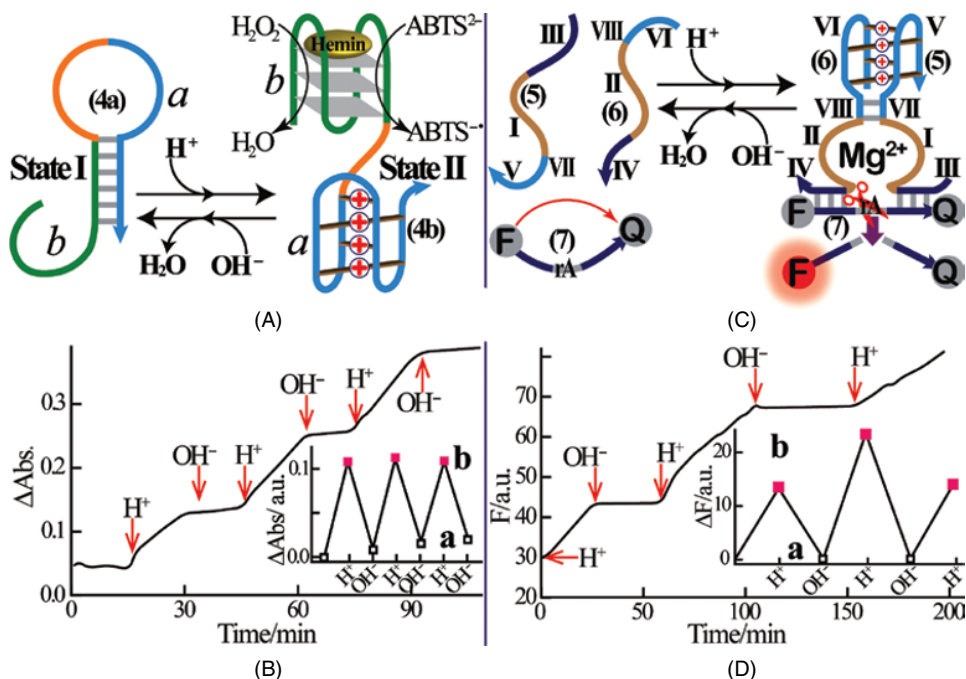 H₂O₂
ABTS²⁻
Hemin
b
(4a)
a
H₂O
ABTS⁻•
State I
H⁺
State II
b
a
(4b)
H₂O
OH⁻
(A)
III
VIII
VI
H⁺
VI
V
(5)
II
(6)
(6)
(5)
I
VIII
VII
V
VII
IV
H₂O
OH⁻
II
I
Mg²⁺
IV
III
F
Q
F
rA
Q
(7)
(7)
rA
F
Q
(C)
ΔAbs.
0.3
0.2
0.1
0
30
60
90
Time/min
H⁺
OH⁻
H⁺
OH⁻
H⁺
OH⁻
ΔAbs/ a.u.
0.1
0.0
b
a
H⁺
OH⁻
H⁺
OH⁻
H⁺
OH⁻
(B)
F/a.u.
80
70
60
50
40
30
20
0
50
100
150
200
Time/min
H⁺
OH⁻
H⁺
OH⁻
H⁺
ΔF/a.u.
20
10
0
b
a
H⁺
OH⁻
H⁺
OH⁻
H⁺
(D)